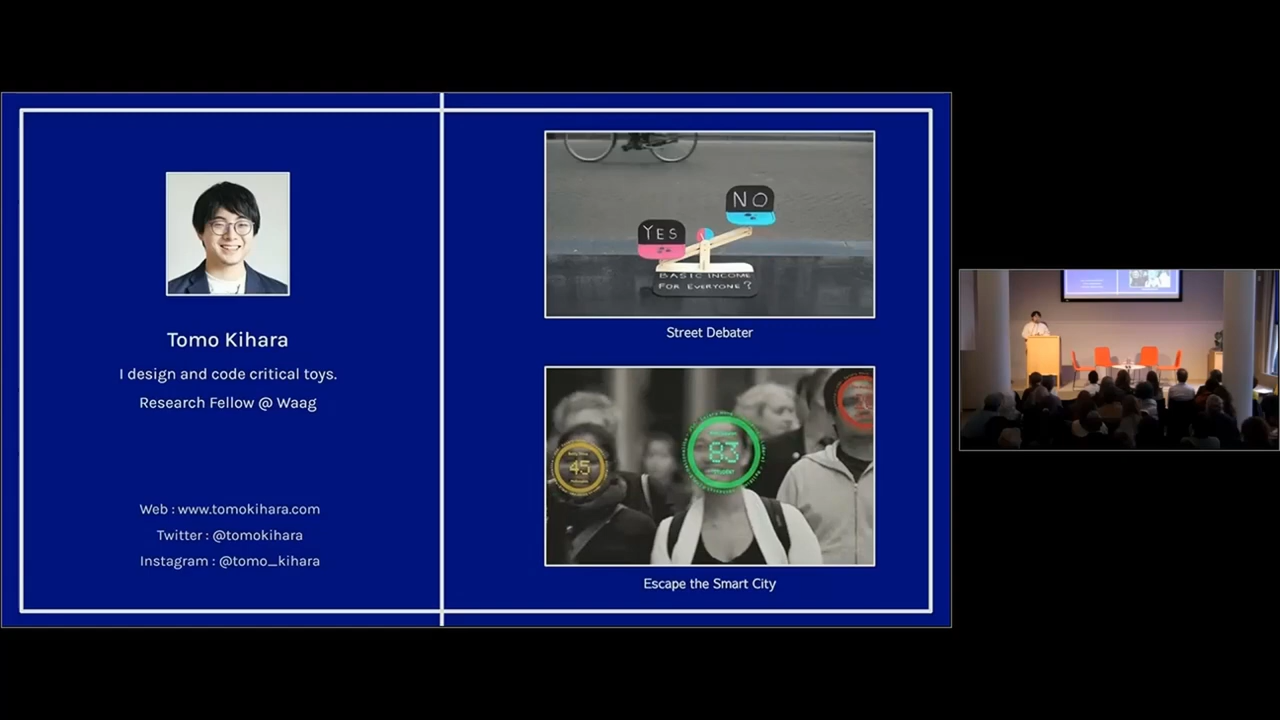 Tomo Kihara
I design and code critical toys.
Research Fellow @ Waag
Web : www.tomokihara.com
Twitter : @tomokihara
Instagram : @tomo_kihara
NO
YES
BASIC INCOME
FOR EVERYONE?
Street Debater
45
83
Escape the Smart City